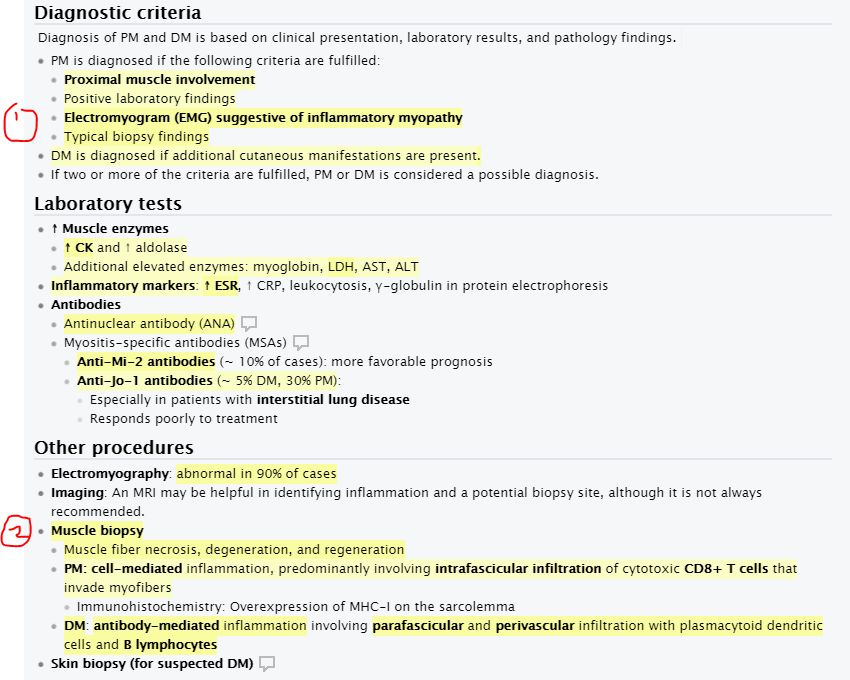 Diagnostic criteria
Diagnosis of PM and DM is based on clinical presentation, laboratory results, and pathology findings.
PM is diagnosed if the following criteria are fulfilled:
Proximal muscle involvement
Positive laboratory findings
1
Electromyogram (EMG) suggestive of inflammatory myopathy
Typical biopsy findings
DM is diagnosed if additional cutaneous manifestations are present.
If two or more of the criteria are fulfilled, PM or DM is considered a possible diagnosis.
Laboratory tests
↑ Muscle enzymes
↑ CK and ↑ aldolase
Additional elevated enzymes: myoglobin, LDH, AST, ALT
Inflammatory markers: ↑ ESR, ↑ CRP, leukocytosis, γ-globulin in protein electrophoresis
Antibodies
Antinuclear antibody (ANA)
Myositis-specific antibodies (MSAs)
Anti-Mi-2 antibodies (~ 10% of cases): more favorable prognosis
Anti-Jo-1 antibodies (~ 5% DM, 30% PM):
Especially in patients with interstitial lung disease
Responds poorly to treatment
Other procedures
Electromyography: abnormal in 90% of cases
Imaging: An MRI may be helpful in identifying inflammation and a potential biopsy site, although it is not always
recommended.
2
Muscle biopsy
Muscle fiber necrosis, degeneration, and regeneration
PM: cell-mediated inflammation, predominantly involving intrafascicular infiltration of cytotoxic CD8+ T cells that
invade myofibers
Immunohistochemistry: Overexpression of MHC-I on the sarcolemma
DM: antibody-mediated inflammation involving parafascicular and perivascular infiltration with plasmacytoid dendritic
cells and B lymphocytes
Skin biopsy (for suspected DM)